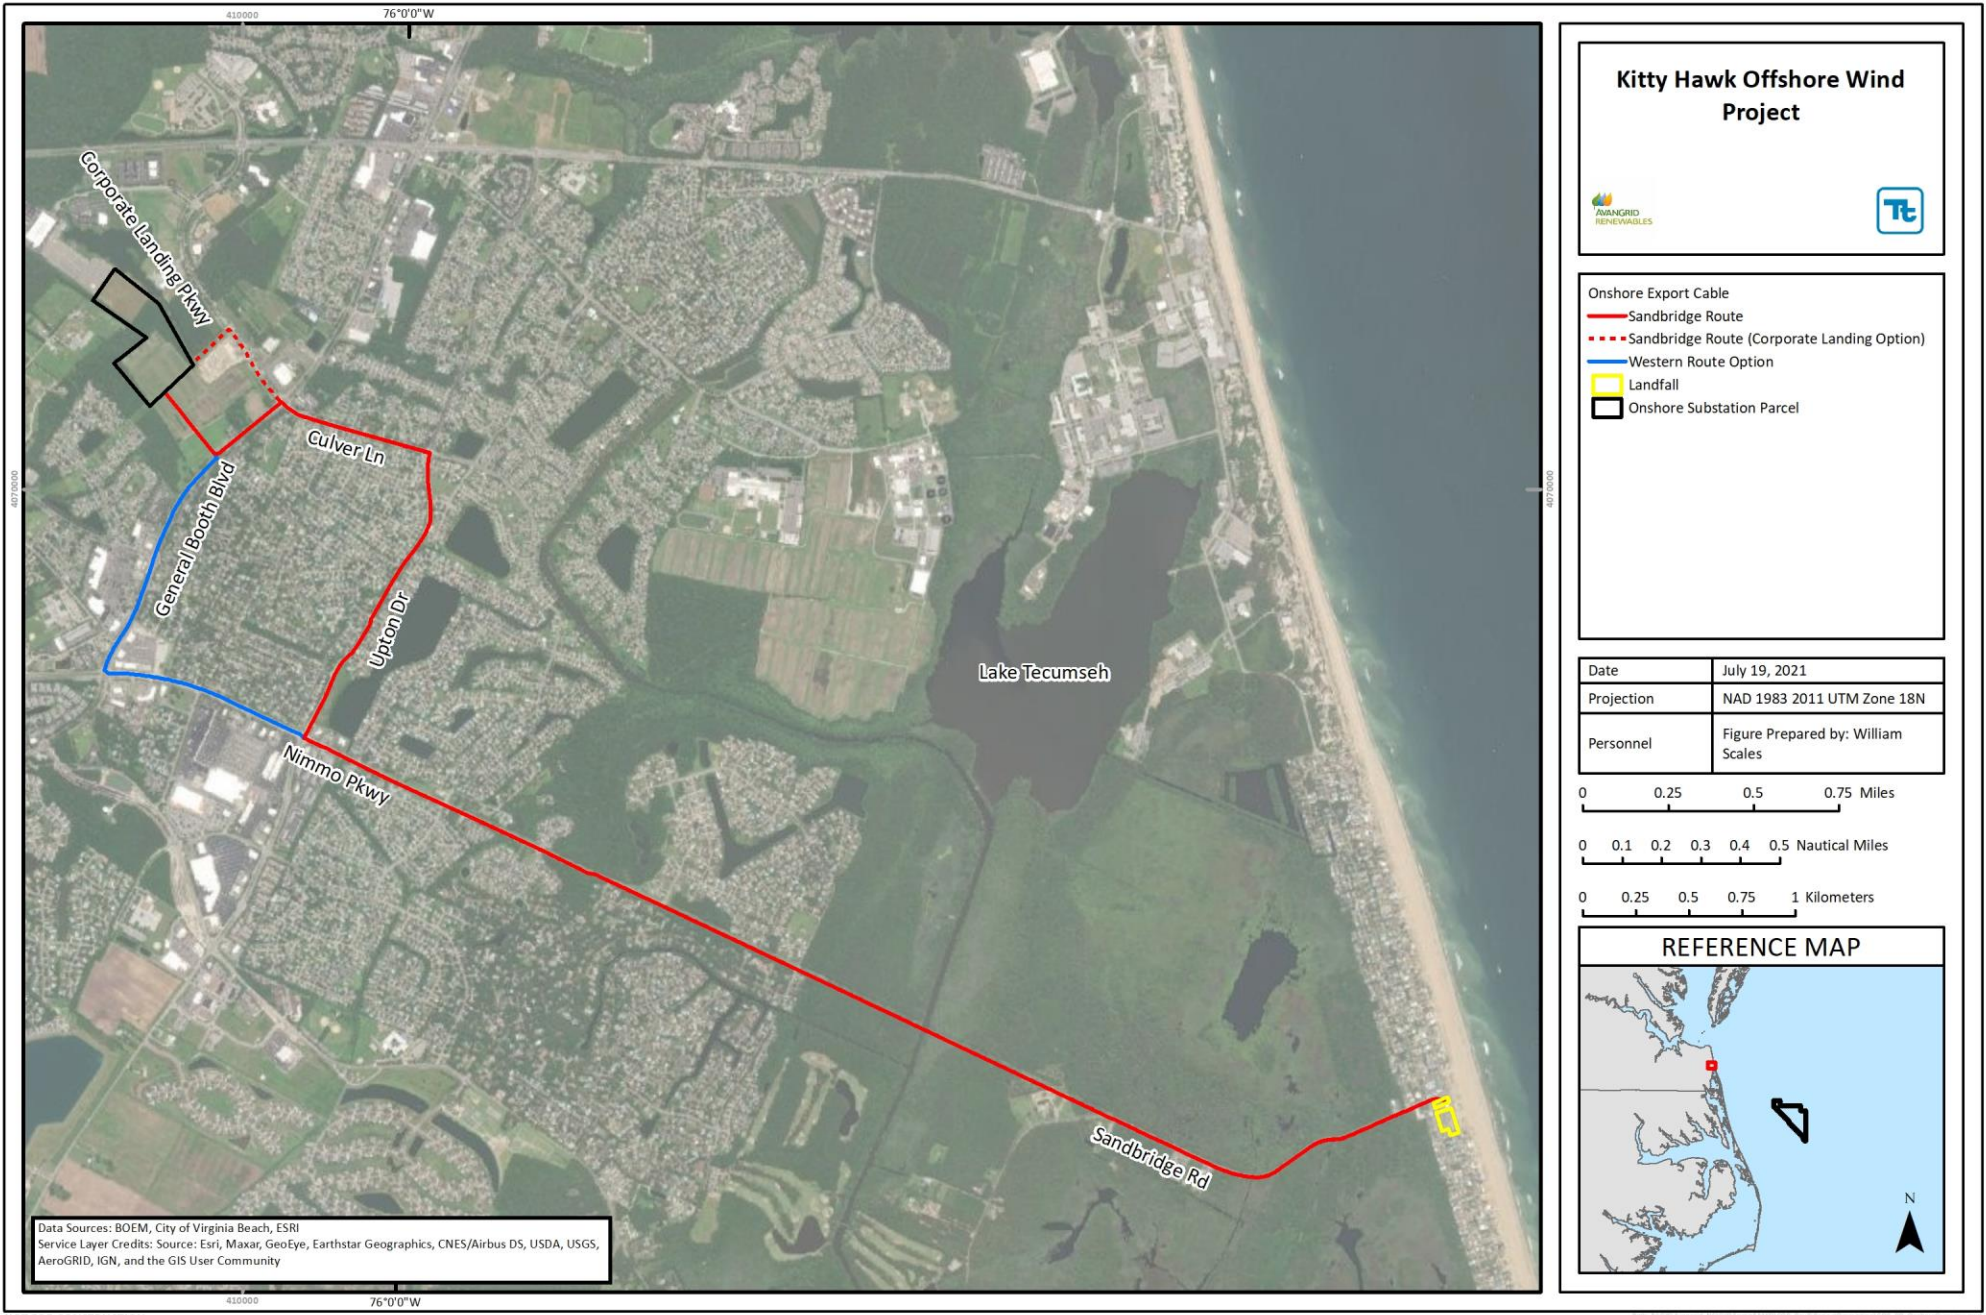 410000
76°0'0"W
Corporate Landing Pkwy
Culver Ln
General Booth Blvd
Upton Dr
Nimmo Pkwy
Lake Tecumseh
Sandbridge Rd
4070000
4070000
Data Sources: BOEM, City of Virginia Beach, ESRI
Service Layer Credits: Source: Esri, Maxar, GeoEye, Earthstar Geographics, CNES/Airbus DS, USDA, USGS,
AeroGRID, IGN, and the GIS User Community
410000
76°0'0"W
Kitty Hawk Offshore Wind
Project
AVANGRID
RENEWABLES
Tt
Onshore Export Cable
Sandbridge Route
Sandbridge Route (Corporate Landing Option)
Western Route Option
Landfall
Onshore Substation Parcel
Date July 19, 2021
Projection NAD 1983 2011 UTM Zone 18N
Personnel Figure Prepared by: William
Scales
0 0.25 0.5 0.75 Miles
0 0.1 0.2 0.3 0.4 0.5 Nautical Miles
0 0.25 0.5 0.75 1 Kilometers
REFERENCE MAP
N